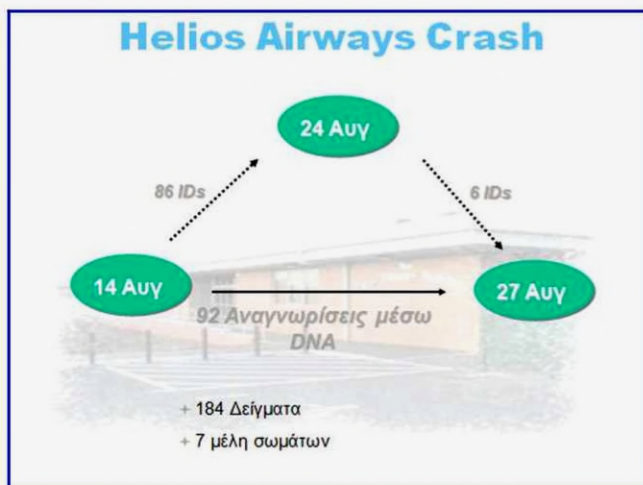 Helios Airways Crash
24 Αυγ
86 IDs
6 IDs
14 Αυγ
27 Αυγ
92 Αναγνωρίσεις μέσω
DNA
+ 184 Δείγματα
+ 7 μέλη σωμάτων